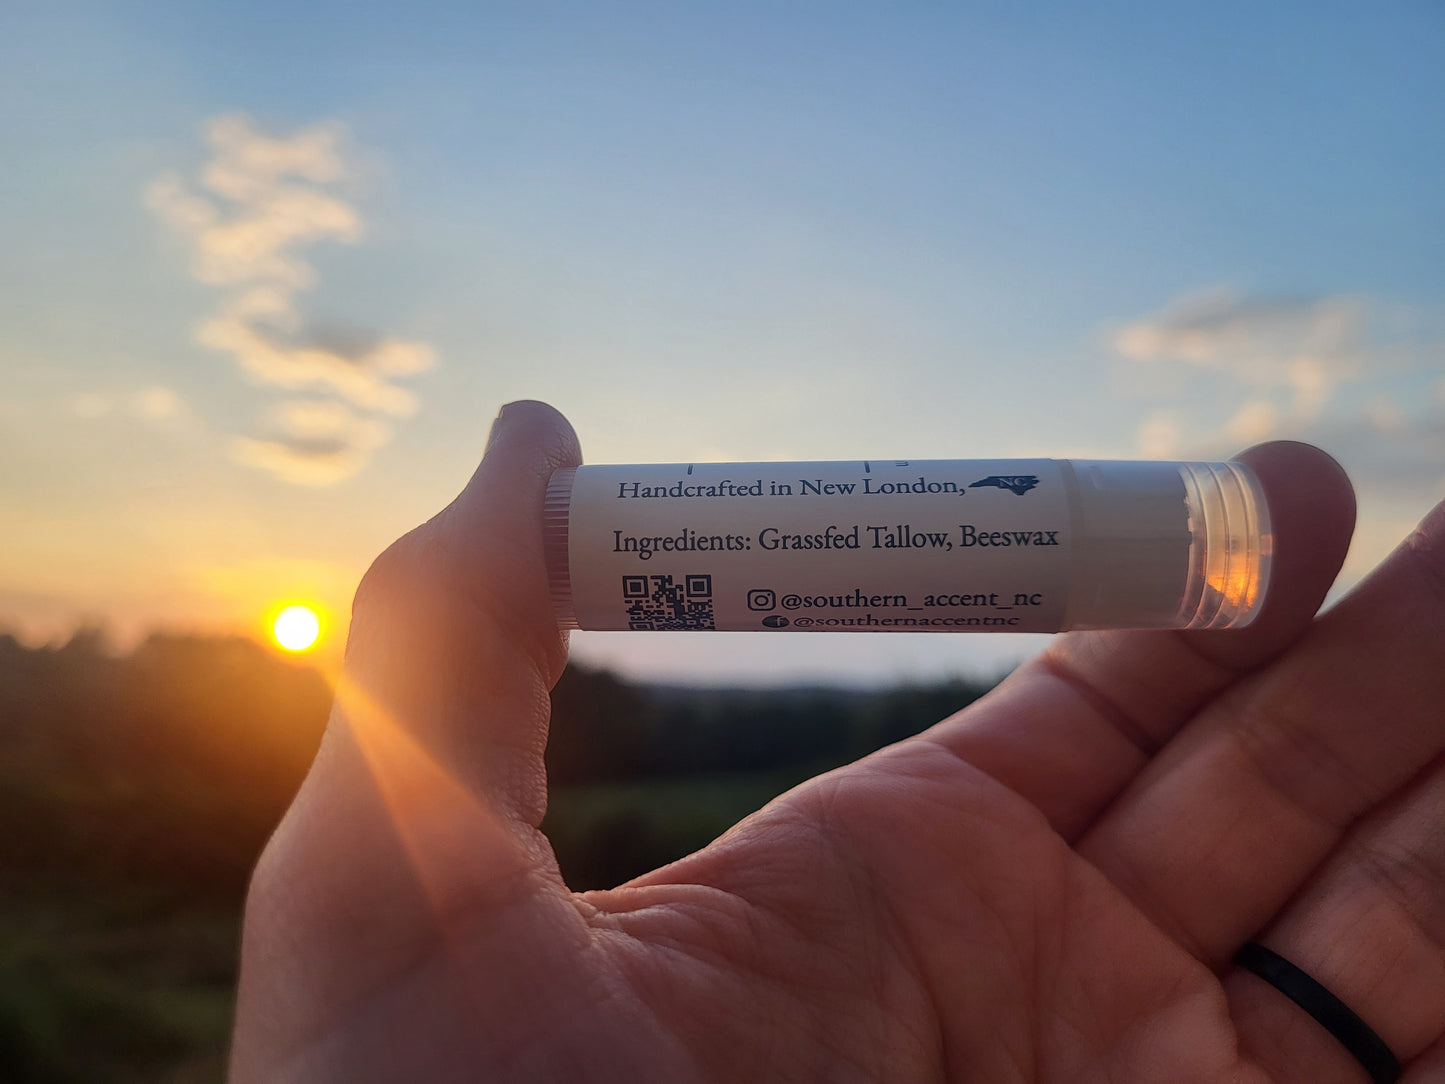 Handcrafted in New London, NC
Ingredients: Grassfed Tallow, Beeswax
@southern_accent_nc
@southernaccentnc